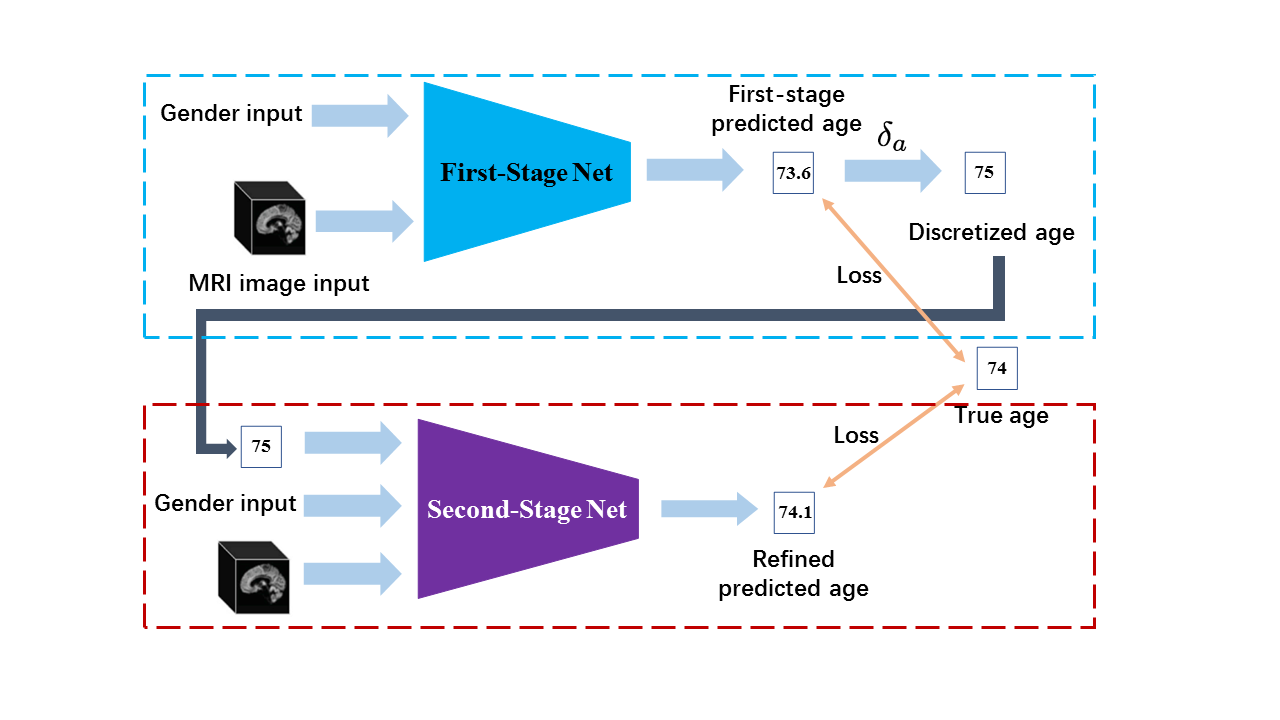 Gender input
First-Stage Net
MRI image input
First-stage
predicted age
73.6
δₐ
75
Discretized age
Loss
74
True age
Loss
75
Gender input
Second-Stage Net
74.1
Refined
predicted age